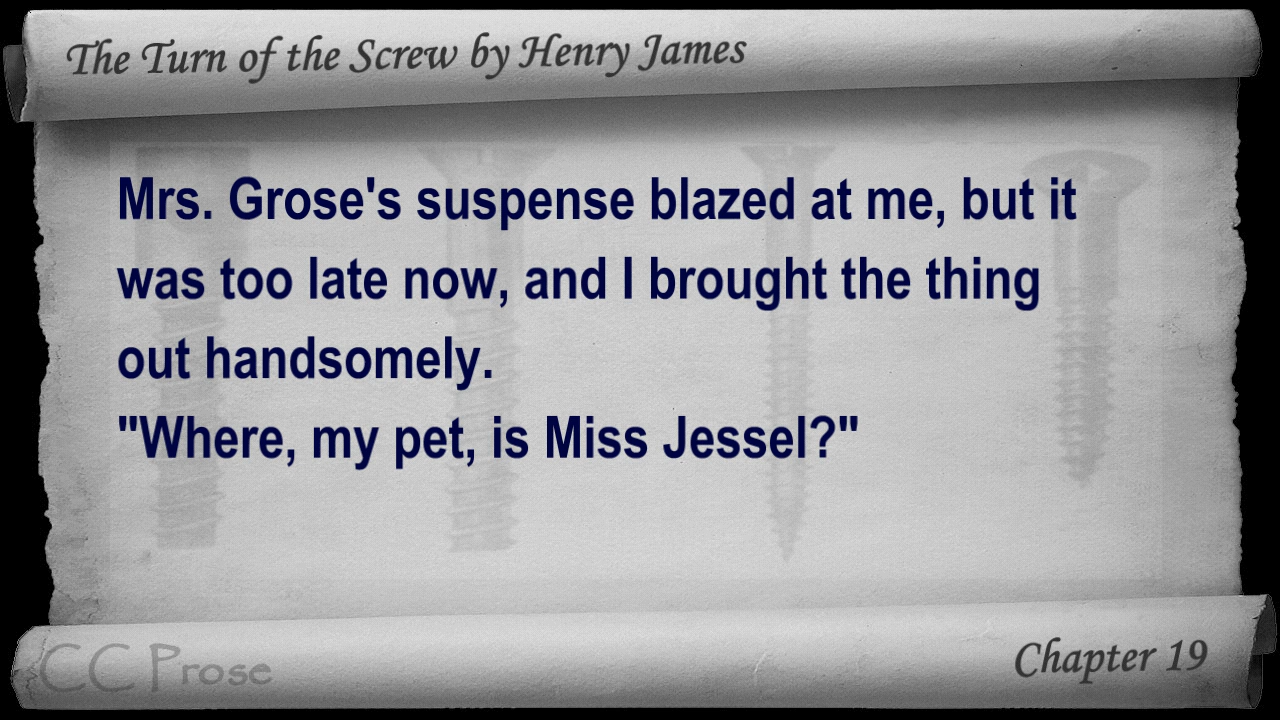 The Turn of the Screw by Henry James
Mrs. Grose's suspense blazed at me, but it
was too late now, and I brought the thing
out handsomely.
"Where, my pet, is Miss Jessel?"
CC Prose
Chapter 19